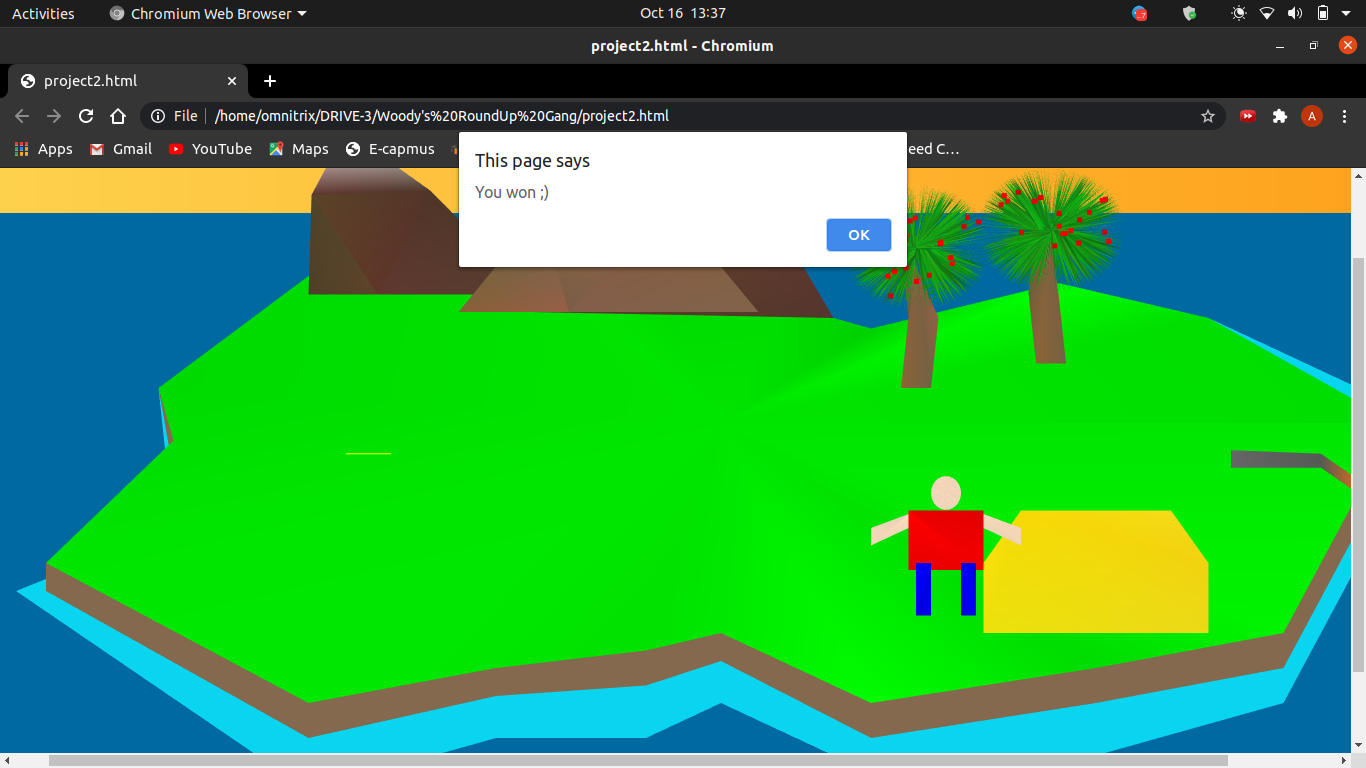 Activities Chromium Web Browser Oct 16 13:37
project2.html - Chromium
project2.html
File /home/omnitrix/DRIVE-3/Woody's%20RoundUp%20Gang/project2.html A
Apps Gmail YouTube Maps E-capmus eed C...
This page says
You won ;)
OK